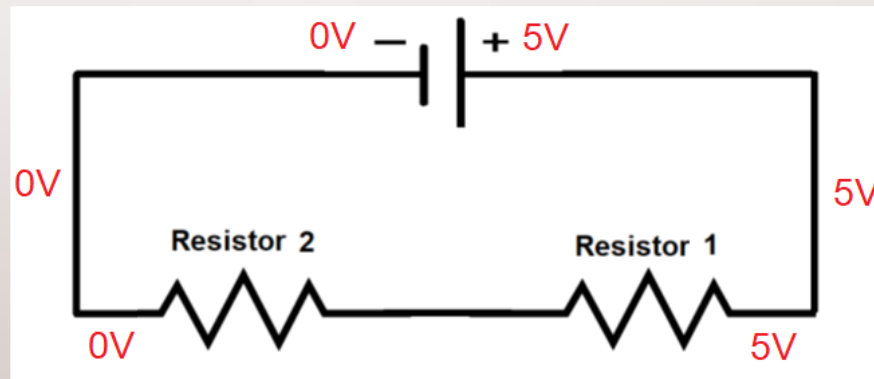 0V − + 5V
0V
5V
Resistor 2
Resistor 1
0V
5V